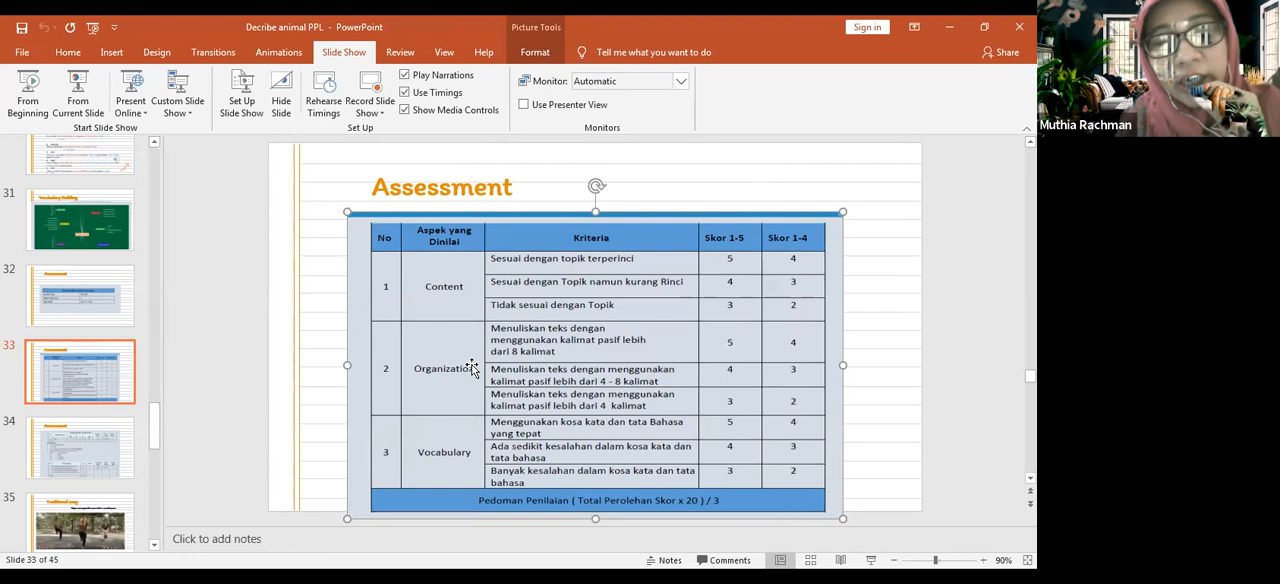 Decribe animal PPL - PowerPoint
Picture Tools
Sign in
File
Home
Insert
Design
Transitions
Animations
Slide Show
Review
View
Help
Format
Tell me what you want to do
Share
From Beginning
From Current Slide
Present Online
Custom Slide Show
Set Up Slide Show
Hide Slide
Rehearse Timings
Record Slide Show
Play Narrations
Use Timings
Show Media Controls
Monitor: Automatic
Use Presenter View
Start Slide Show
Set Up
Monitors
Muthia Rachman
31
Vocabulary Building
32
33
34
35
Assessment
No
Aspek yang Dinilai
Kriteria
Skor 1-5
Skor 1-4
1
Content
Sesuai dengan topik terperinci
5
4
Sesuai dengan Topik namun kurang Rinci
4
3
Tidak sesuai dengan Topik
3
2
2
Organization
Menuliskan teks dengan
menggunakan kalimat pasif lebih
dari 8 kalimat
5
4
Menuliskan teks dengan menggunakan
kalimat pasif lebih dari 4 - 8 kalimat
4
3
Menuliskan teks dengan menggunakan
kalimat pasif lebih dari 4 kalimat
3
2
3
Vocabulary
Menggunakan kosa kata dan tata Bahasa
yang tepat
5
4
Ada sedikit kesalahan dalam kosa kata dan
tata bahasa
4
3
Banyak kesalahan dalam kosa kata dan tata
bahasa
3
2
Pedoman Penilaian ( Total Perolehan Skor x 20 ) / 3
Click to add notes
Slide 33 of 45
Notes
Comments
90%